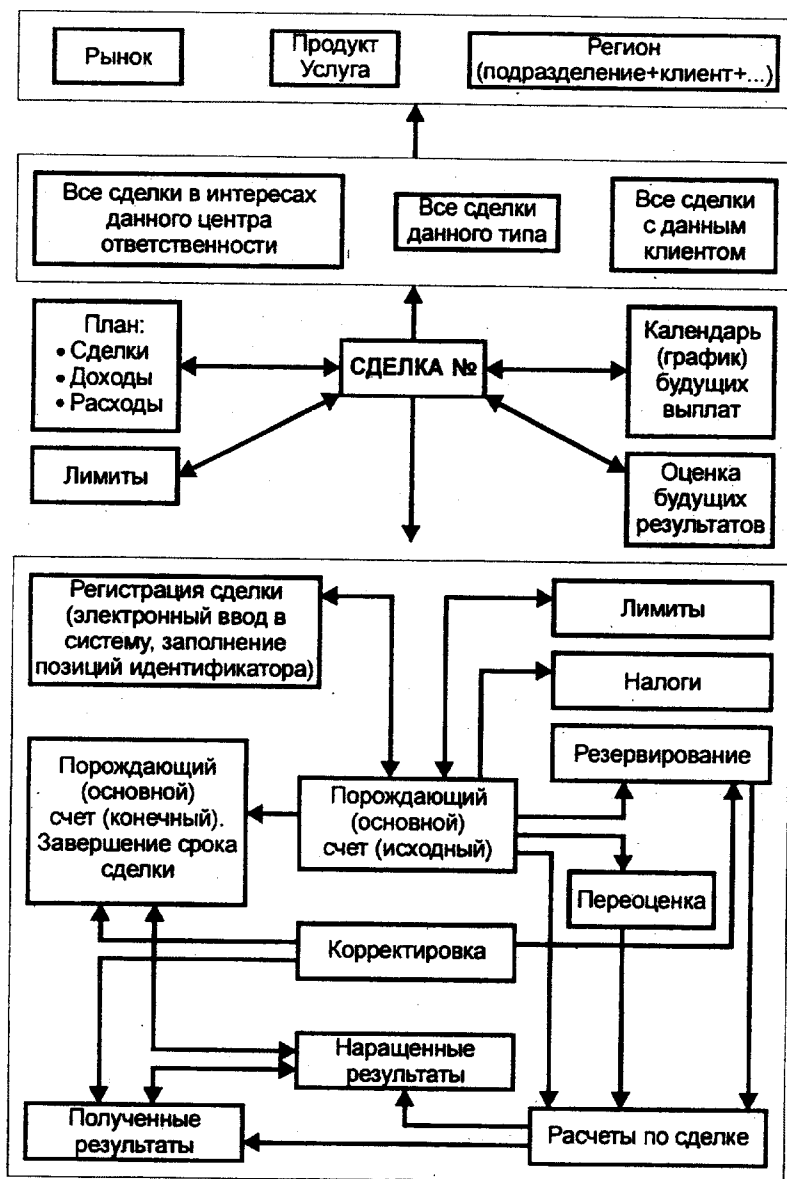 Рынок
Продукт
Услуга
Регион
(подразделение+клиент+...)
Все сделки в интересах
данного центра
ответственности
Все сделки
данного типа
Все сделки
с данным
клиентом
План:
• Сделки
• Доходы
• Расходы
СДЕЛКА №
Календарь
(график)
будущих
выплат
Лимиты
Оценка
будущих
результатов
Регистрация сделки
(электронный ввод в
систему, заполнение
позиций идентификатора)
Лимиты
Налоги
Резервирование
Порождающий
(основной)
счет (конечный).
Завершение срока
сделки
Порождающий
(основной)
счет (исходный)
Переоценка
Корректировка
Наращенные
результаты
Полученные
результаты
Расчеты по сделке